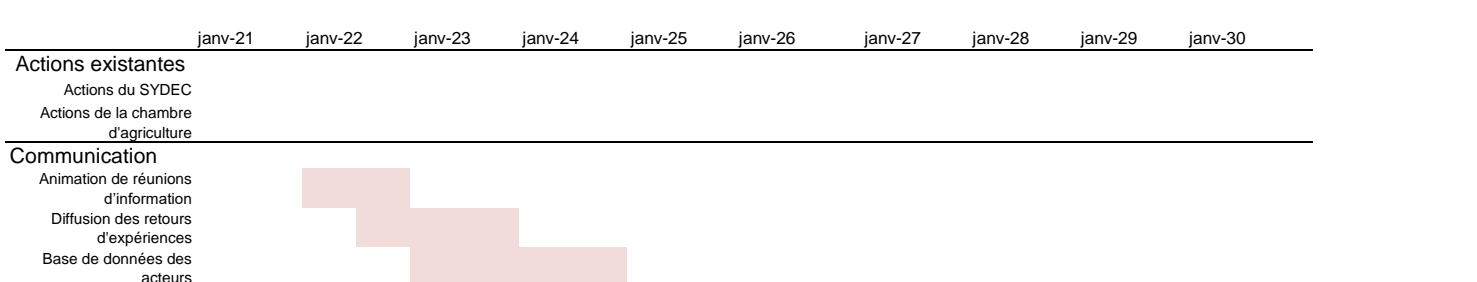 janv-21 janv-22 janv-23 janv-24 janv-25 janv-26 janv-27 janv-28 janv-29 janv-30
Actions existantes
Actions du SYDEC
Actions de la chambre
d'agriculture
Communication
Animation de réunions
d'information
Diffusion des retours
d'expériences
Base de données des
acteurs